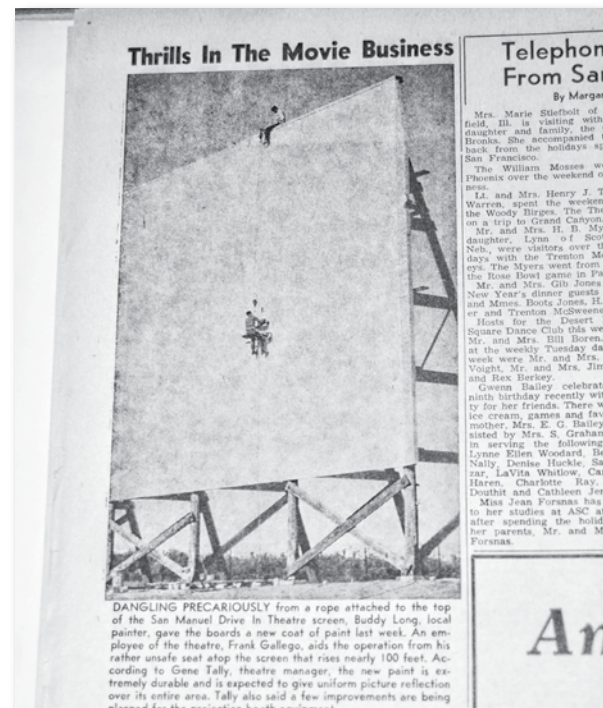 Thrills In The Movie Business
DANGLING PRECARIOUSLY from a rope attached to the top
of the San Manuel Drive In Theatre screen, Buddy Long, local
painter, gave the boards a new coat of paint last week. An em-
ployee of the theatre, Frank Gallego, aids the operation from his
rather unsafe seat atop the screen that rises nearly 100 feet. Ac-
cording to Gene Tally, theatre manager, the new paint is ex-
tremely durable and is expected to give uniform picture reflection
over its entire area. Tally also said a few improvements are being
Telephon
From Sa
By Marga
Mrs. Marie Stiefbolt of
field, Ill. is visiting with
daughter and family, the
Bronks. She accompanied
back from the holidays sp
San Francisco.
The William Mosses we
Phoenix over the weekend o
ness.
Lt. and Mrs. Henry J. T
Warren, spent the weekend
the Woody Birges. The The
on a trip to Grand Canyon.
Mr. and Mrs. H. B. My
daughter, Lynn of Scot
Neb., were visitors over th
days with the Trenton Mc
eys. The Myers went from
the Rose Bowl game in Pa
Mr. and Mrs. Gib Jones
New Year's dinner guests
and Mmes. Boots Jones, H.
er and Trenton McSweene
Hosts for the Desert
Square Dance Club this we
Mr. and Mrs. Bill Boren.
at the weekly Tuesday da
week were Mr. and Mrs.
Voight, Mr. and Mrs. Jim
and Rex Berkey.
Gwenn Bailey celebrat
ninth birthday recently wit
ty for her friends. There w
ice cream, games and fav
mother, Mrs. E. G. Bailey
sisted by Mrs. S. Graham
in serving the following
Lynne Ellen Woodard, Be
Nally, Denise Huckle, Sa
zar, LaVita Whitlow, Ca
Haren, Charlotte Ray,
Douthit and Cathleen Jer
Miss Jean Forsnas has
to her studies at ASC a
after spending the holid
her parents, Mr. and M
Forsnas.
An